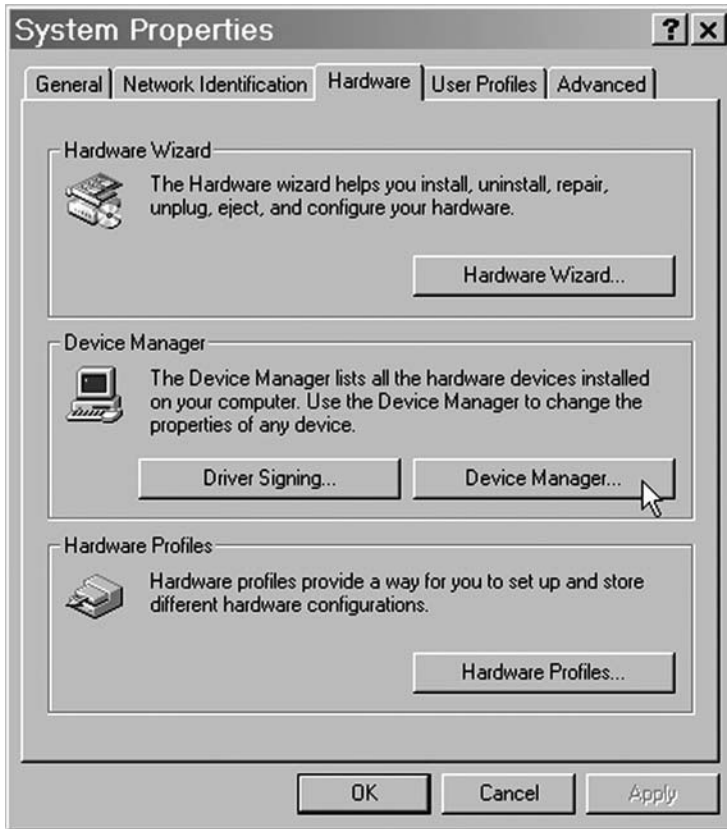 System Properties
General Network Identification Hardware User Profiles Advanced
Hardware Wizard
The Hardware wizard helps you install, uninstall, repair,
unplug, eject, and configure your hardware.
Hardware Wizard...
Device Manager
The Device Manager lists all the hardware devices installed
on your computer. Use the Device Manager to change the
properties of any device.
Driver Signing... Device Manager...
Hardware Profiles
Hardware profiles provide a way for you to set up and store
different hardware configurations.
Hardware Profiles...
OK Cancel Apply